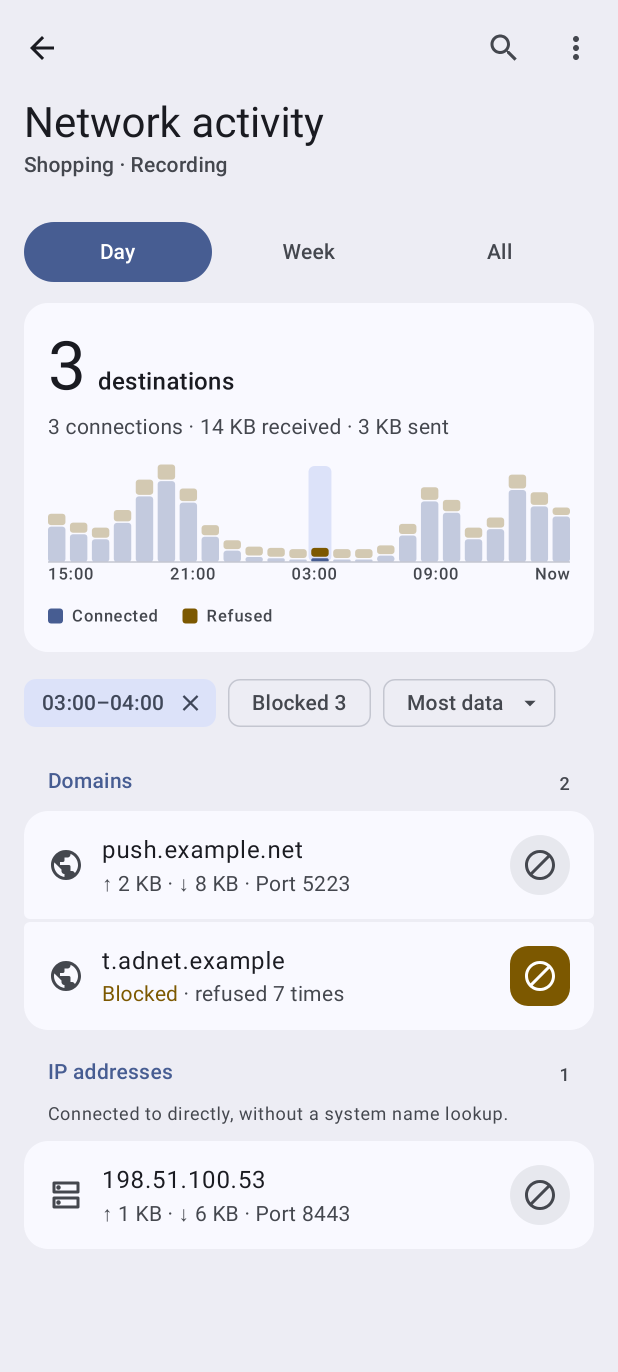 Network activity
Shopping · Recording
Day Week All
3 destinations
3 connections · 14 KB received · 3 KB sent
15:00 21:00 03:00 09:00 Now
Connected Refused
03:00–04:00 Blocked 3 Most data
Domains 2
push.example.net
↑ 2 KB · ↓ 8 KB · Port 5223
t.adnet.example
Blocked · refused 7 times
IP addresses 1
Connected to directly, without a system name lookup.
198.51.100.53
↑ 1 KB · ↓ 6 KB · Port 8443